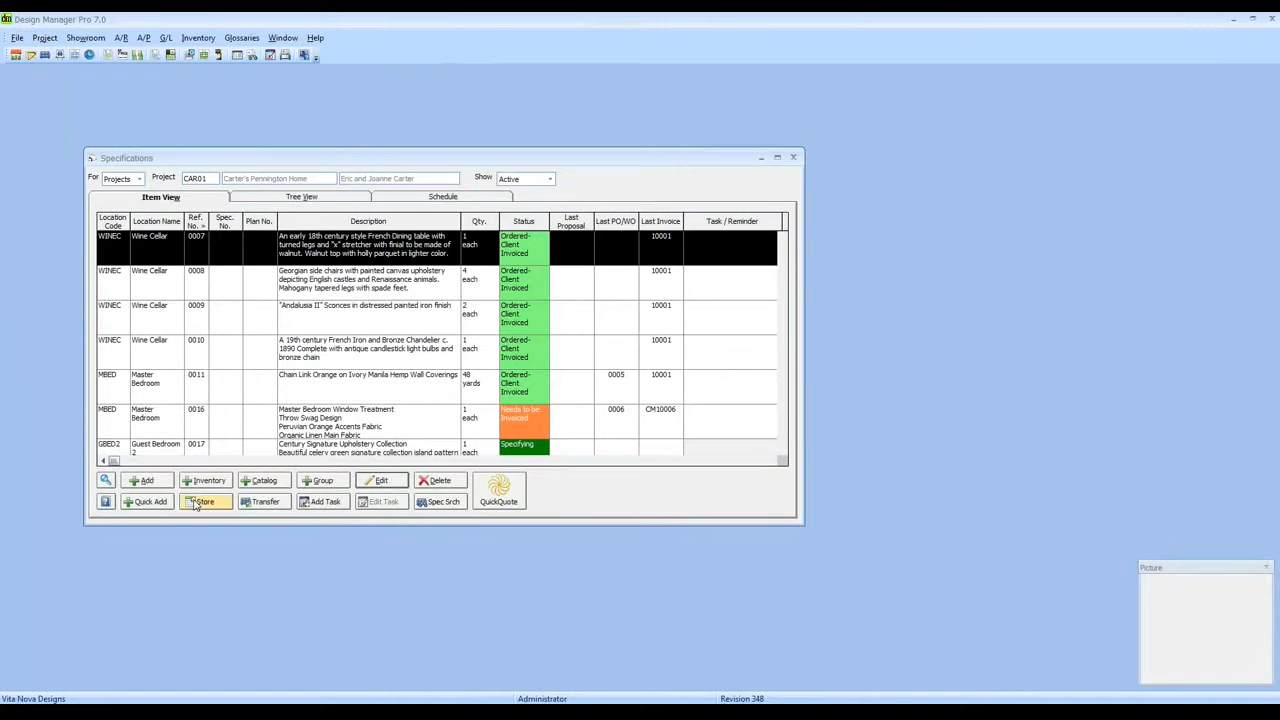 dm Design Manager Pro 7.0
File Project Showroom A/R A/P G/L Inventory Glossaries Window Help
Specifications
For Projects Project CAR01 Carter's Pennington Home Eric and Joanne Carter Show Active
Item View Tree View Schedule
Location Code Location Name Ref. No. > Spec. No. Plan No. Description Qty. Status Last Proposal Last PO/WO Last Invoice Task / Reminder
WINEC Wine Cellar 0007 An early 18th century style French Dining table with 1 Ordered- 10001
turned legs and "x" stretcher with finial to be made of each Client
walnut. Walnut top with holly parquet in lighter color. Invoiced
WINEC Wine Cellar 0008 Georgian side chairs with painted canvas upholstery 4 Ordered- 10001
depicting English castles and Renaissance animals. each Client
Mahogany tapered legs with spade feet. Invoiced
WINEC Wine Cellar 0009 "Andalusia II" Sconces in distressed painted iron finish 2 Ordered- 10001
each Client
Invoiced
WINEC Wine Cellar 0010 A 19th century French Iron and Bronze Chandelier c. 1 Ordered- 10001
1890 Complete with antique candlestick light bulbs and each Client
bronze chain Invoiced
MBED Master 0011 Chain Link Orange on Ivory Manila Hemp Wall Coverings 48 Ordered- 0005 10001
Bedroom yards Client
Invoiced
MBED Master 0016 Master Bedroom Window Treatment 1 Needs to be 0006 CM10006
Bedroom Throw Swag Design each Invoiced
Peruvian Orange Accents Fabric
Organic Linen Main Fabric
GBED2 Guest Bedroom 0017 Century Signature Upholstery Collection 1 Specifying
2 Beautiful celery green signature collection island pattern each
Add Inventory Catalog Group Edit Delete
Quick Add Store Transfer Add Task Edit Task Spec Srch QuickQuote
Picture
Vita Nova Designs Administrator Revision 348